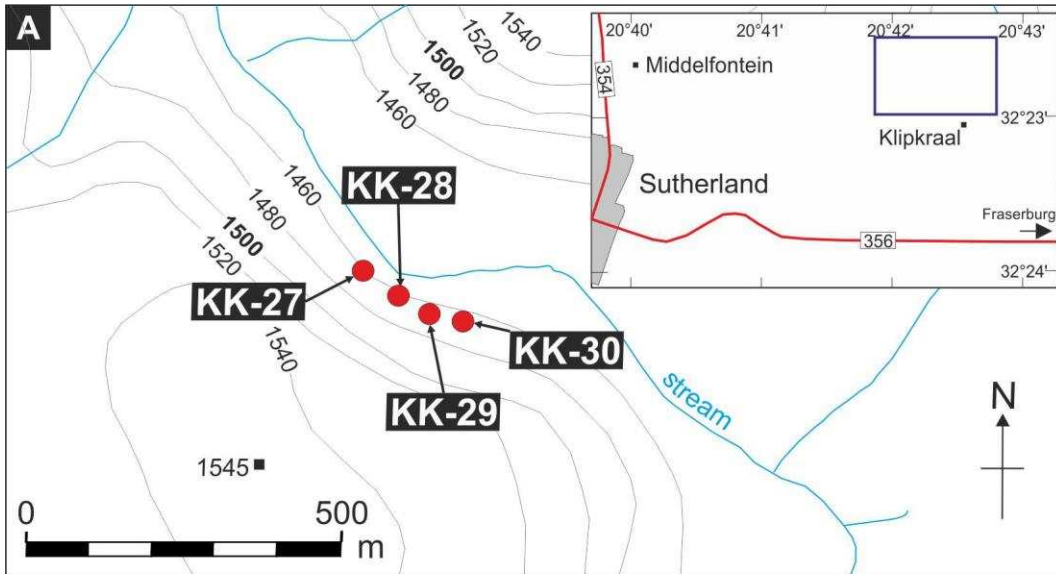 A
1540
1520
1500
1480
1460
1460
1480
1500
1520
1540
KK-28
KK-27
KK-30
KK-29
stream
1545
N
0
500
m
20°40'
20°41'
20°42'
20°43'
354
Middelfontein
32°23'
Klipkraal
Sutherland
Fraserburg
356
32°24'